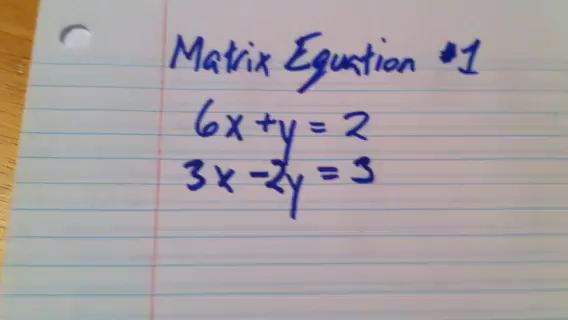 Matrix Equation #1
6x + y = 2
3x - 2y = 3